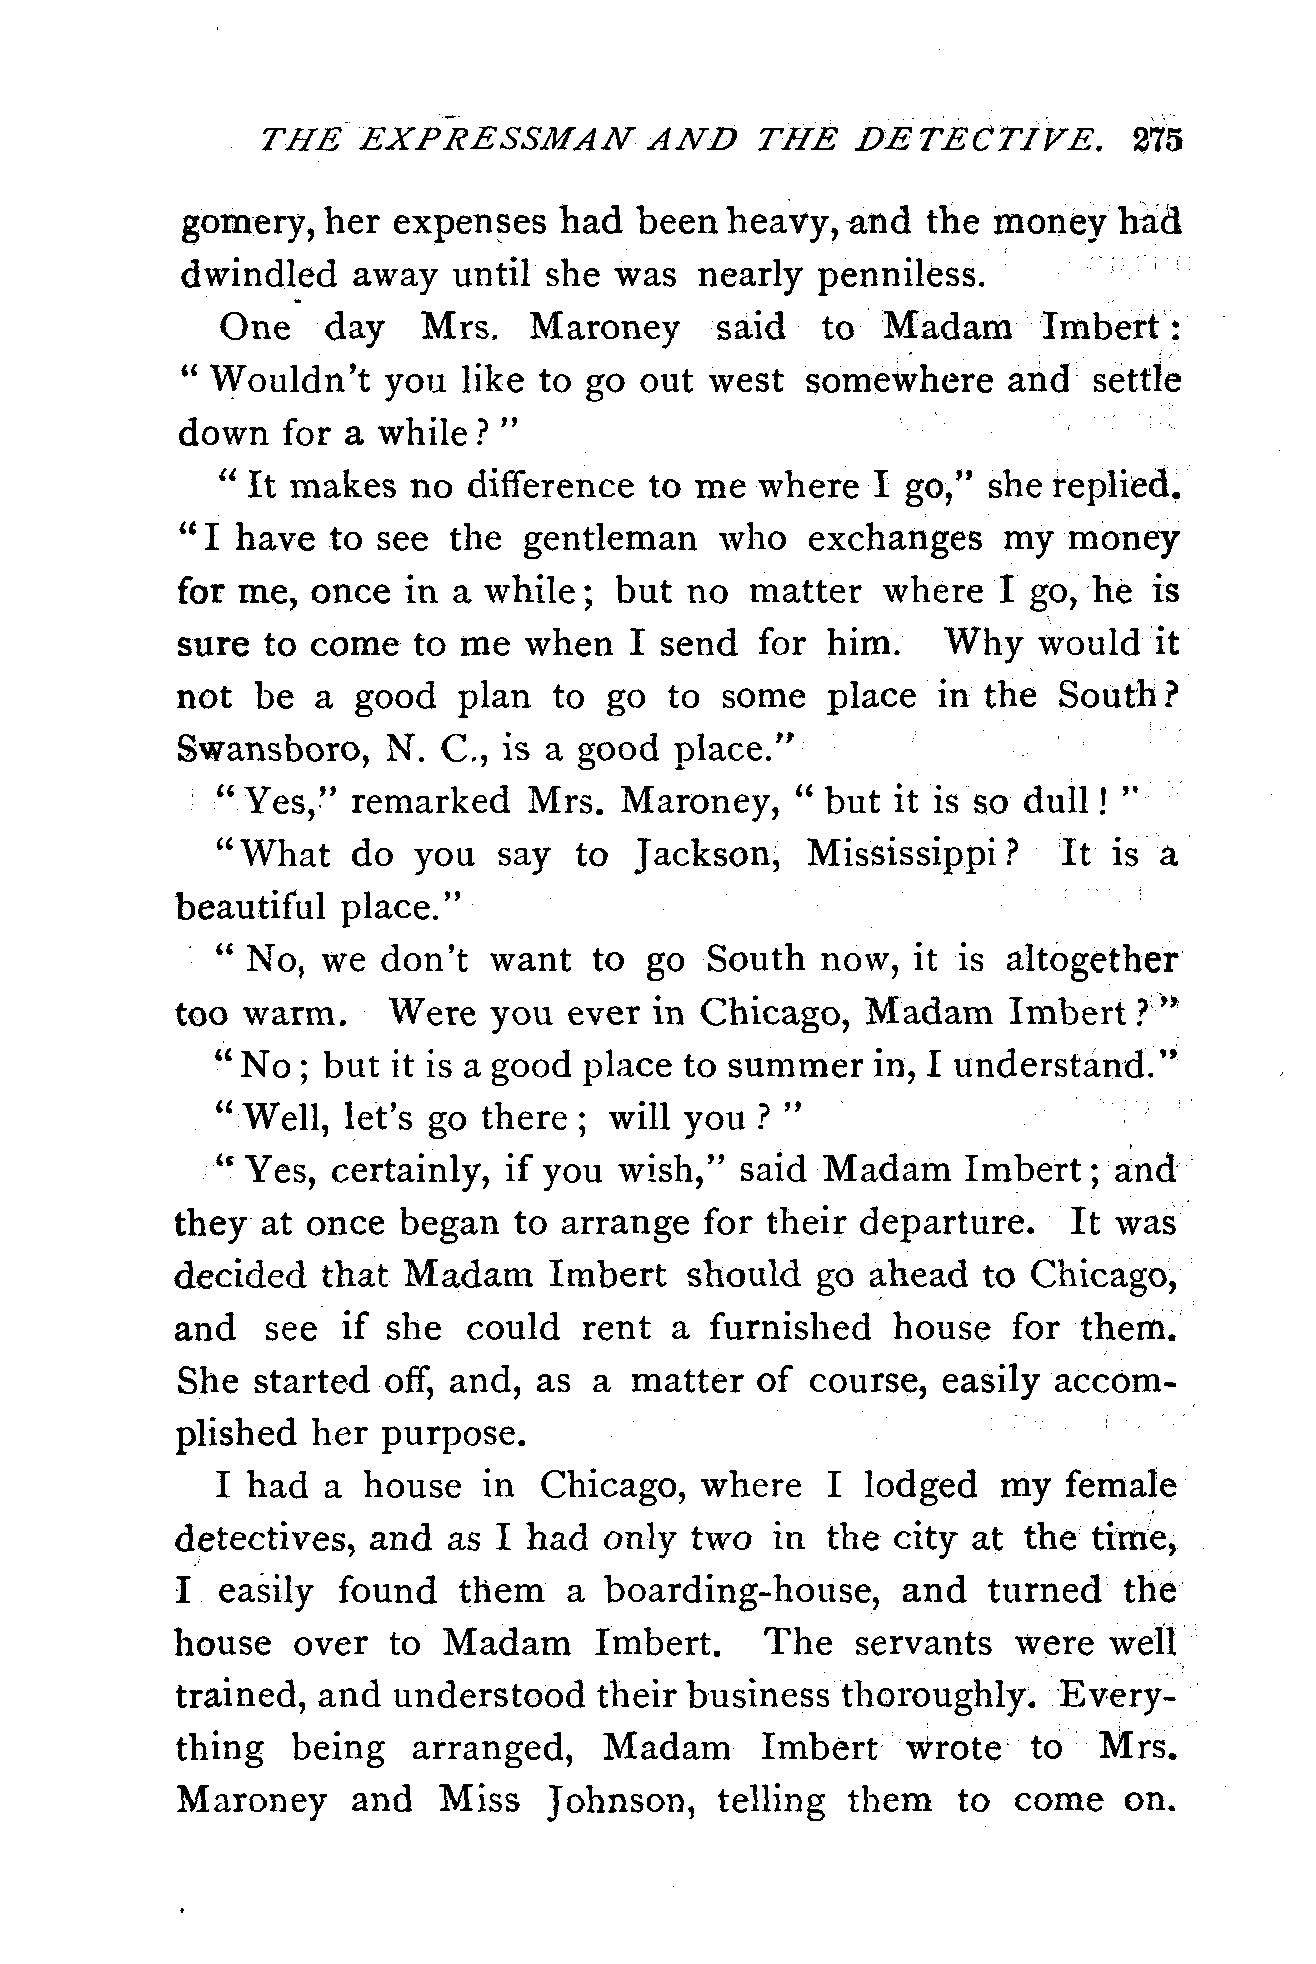 THE EXPRESSMAN AND THE DETECTIVE. 275
gomery, her expenses had been heavy, and the money had
dwindled away until she was nearly penniless.
One day Mrs. Maroney said to Madam Imbert:
"Wouldn't you like to go out west somewhere and settle
down for a while?"
"It makes no difference to me where I go," she replied.
"I have to see the gentleman who exchanges my money
for me, once in a while; but no matter where I go, he is
sure to come to me when I send for him. Why would it
not be a good plan to go to some place in the South?
Swansboro, N. C., is a good place."
"Yes," remarked Mrs. Maroney, "but it is so dull!"
"What do you say to Jackson, Mississippi? It is a
beautiful place."
"No, we don't want to go South now, it is altogether
too warm. Were you ever in Chicago, Madam Imbert?"
"No; but it is a good place to summer in, I understand."
"Well, let's go there; will you?"
"Yes, certainly, if you wish," said Madam Imbert; and
they at once began to arrange for their departure. It was
decided that Madam Imbert should go ahead to Chicago,
and see if she could rent a furnished house for them.
She started off, and, as a matter of course, easily accom-
plished her purpose.
I had a house in Chicago, where I lodged my female
detectives, and as I had only two in the city at the time,
I easily found them a boarding-house, and turned the
house over to Madam Imbert. The servants were well
trained, and understood their business thoroughly. Every-
thing being arranged, Madam Imbert wrote to Mrs.
Maroney and Miss Johnson, telling them to come on.